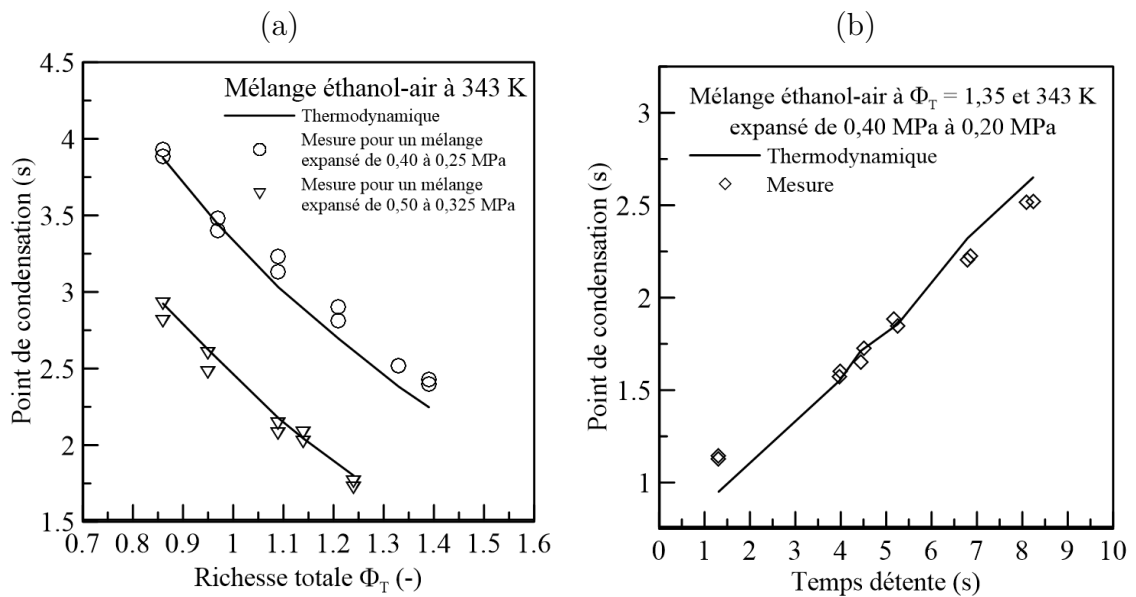 (a)
4.5
4
3.5
3
2.5
2
1.5
Point de condensation (s)
Mélange éthanol-air à 343 K
Thermodynamique
Mesure pour un mélange
expansé de 0,40 à 0,25 MPa
Mesure pour un mélange
expansé de 0,50 à 0,325 MPa
0.7 0.8 0.9 1 1.1 1.2 1.3 1.4 1.5 1.6
Richesse totale Φ_T (-)
(b)
3
2.5
2
1.5
1
Point de condensation (s)
Mélange éthanol-air à Φ_T = 1,35 et 343 K
expansé de 0,40 MPa à 0,20 MPa
Thermodynamique
Mesure
0 1 2 3 4 5 6 7 8 9 10
Temps détente (s)